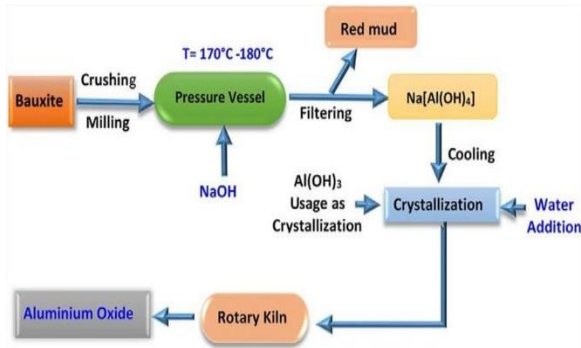 Red mud
T= 170°C -180°C
Crushing
Bauxite
Milling
Pressure Vessel
Filtering
Na[Al(OH)₄]
NaOH
Cooling
Al(OH)₃
Usage as
Crystallization
Crystallization
Water
Addition
Aluminium Oxide
Rotary Kiln